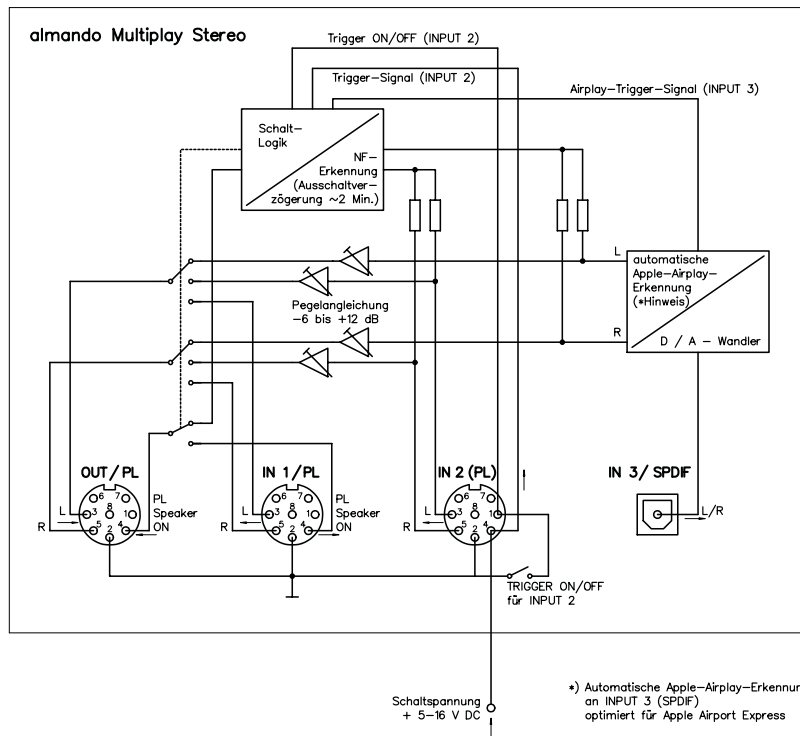 almando Multiplay Stereo
Trigger ON/OFF (INPUT 2)
Trigger-Signal (INPUT 2)
Airplay-Trigger-Signal (INPUT 3)
Schalt-
Logik
NF-
Erkennung
(Ausschaltver-
zögerung ~2 Min.)
L
automatische
Apple-Airplay-
Erkennung
(*Hinweis)
D / A - Wandler
R
Pegelangleichung
-6 bis +12 dB
OUT/PL
IN 1/PL
IN 2 (PL)
IN 3/ SPDIF
L
R
6 7
3 8 1
5 2 4
PL
Speaker
ON
L
R
6 7
3 8 1
5 2 4
PL
Speaker
ON
L
R
6 7
3 8 1
5 2 4
L/R
TRIGGER ON/OFF
für INPUT 2
Schaltspannung
+ 5-16 V DC
*) Automatische Apple-Airplay-Erkennun
an INPUT 3 (SPDIF)
optimiert für Apple Airport Express